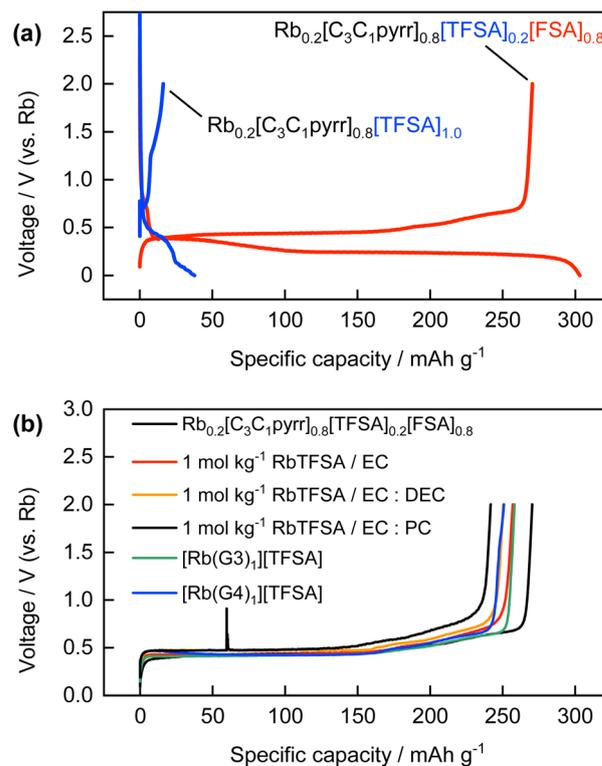 (a)
Rb₀.₂[C₃C₁pyrr]₀.₈[TFSA]₀.₂[FSA]₀.₈
Rb₀.₂[C₃C₁pyrr]₀.₈[TFSA]₁.₀
Voltage / V (vs. Rb)
2.5
2.0
1.5
1.0
0.5
0
0 50 100 150 200 250 300
Specific capacity / mAh g⁻¹
(b)
Voltage / V (vs. Rb)
3.0
2.5
2.0
1.5
1.0
0.5
0.0
Rb₀.₂[C₃C₁pyrr]₀.₈[TFSA]₀.₂[FSA]₀.₈
1 mol kg⁻¹ RbTFSA / EC
1 mol kg⁻¹ RbTFSA / EC : DEC
1 mol kg⁻¹ RbTFSA / EC : PC
[Rb(G3)₁][TFSA]
[Rb(G4)₁][TFSA]
0 50 100 150 200 250 300
Specific capacity / mAh g⁻¹